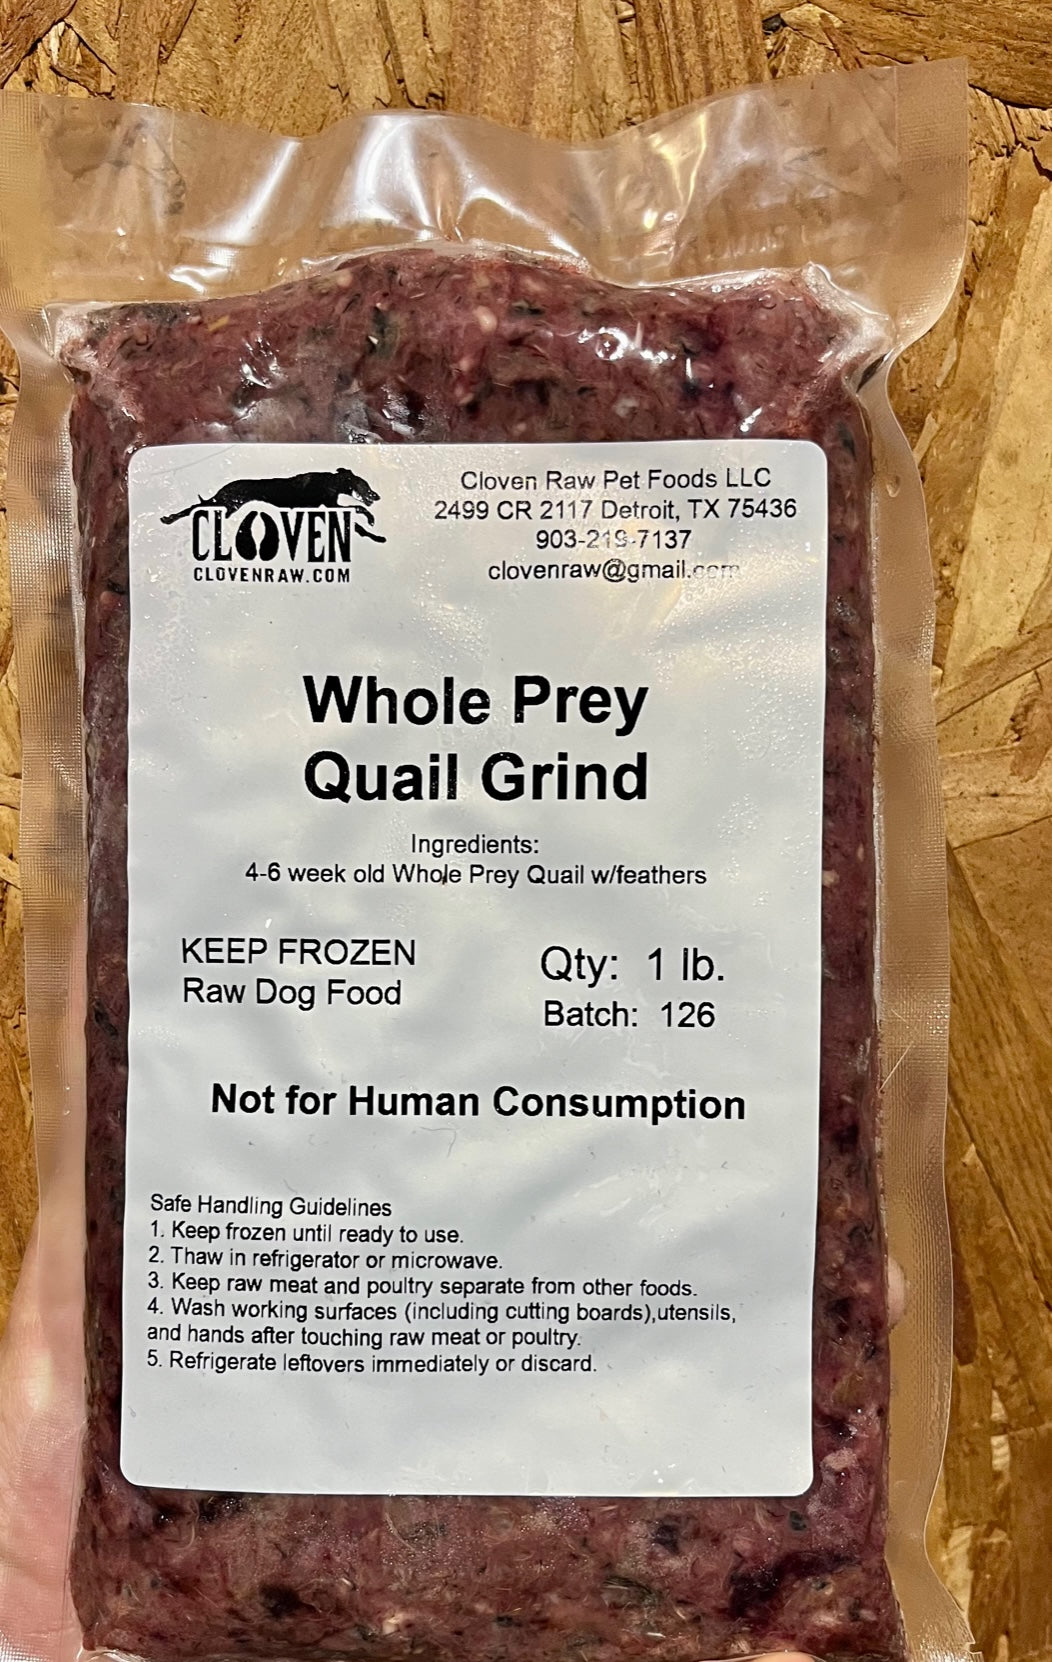 CLOVEN
CLOVENRAW.COM
Cloven Raw Pet Foods LLC
2499 CR 2117 Detroit, TX 75436
903-219-7137
clovenraw@gmail.com
Whole Prey
Quail Grind
Ingredients:
4-6 week old Whole Prey Quail w/feathers
KEEP FROZEN
Raw Dog Food
Qty: 1 lb.
Batch: 126
Not for Human Consumption
Safe Handling Guidelines
1. Keep frozen until ready to use.
2. Thaw in refrigerator or microwave.
3. Keep raw meat and poultry separate from other foods.
4. Wash working surfaces (including cutting boards),utensils,
and hands after touching raw meat or poultry.
5. Refrigerate leftovers immediately or discard.